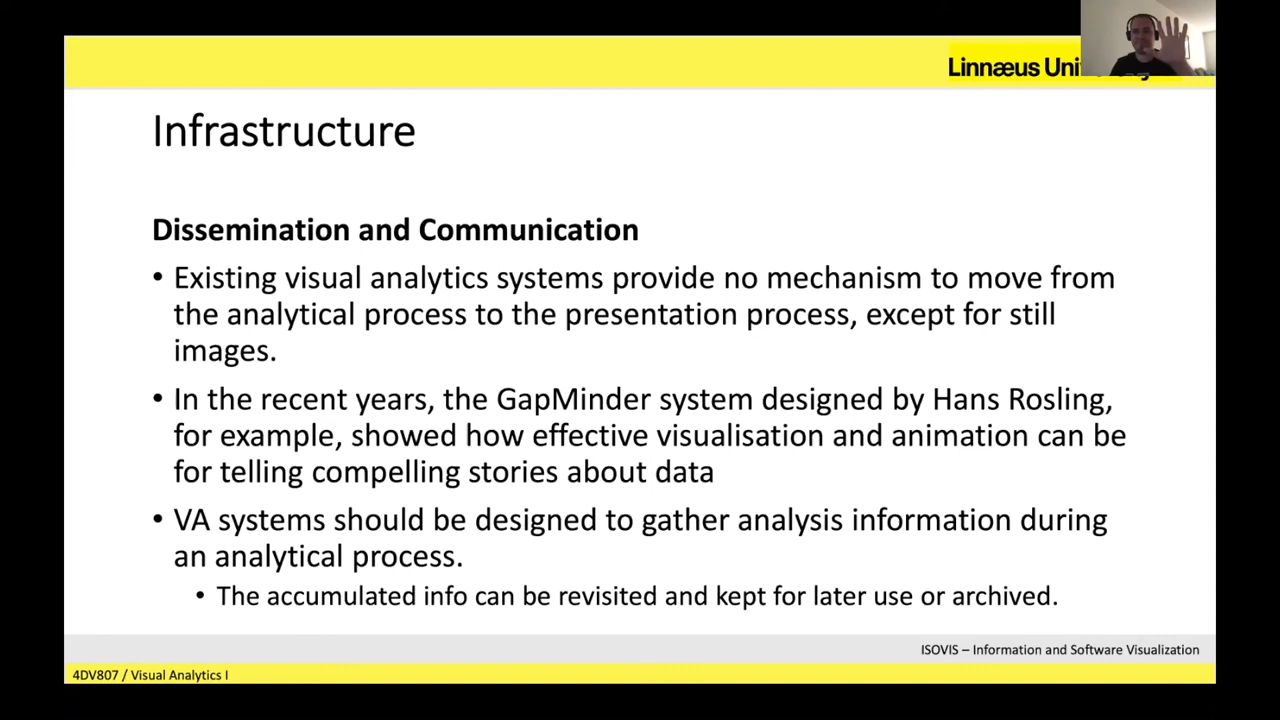 Linnæus
Infrastructure
Dissemination and Communication
• Existing visual analytics systems provide no mechanism to move from
the analytical process to the presentation process, except for still
images.
• In the recent years, the GapMinder system designed by Hans Rosling,
for example, showed how effective visualisation and animation can be
for telling compelling stories about data
• VA systems should be designed to gather analysis information during
an analytical process.
• The accumulated info can be revisited and kept for later use or archived.
ISOVIS – Information and Software Visualization
4DV807 / Visual Analytics I